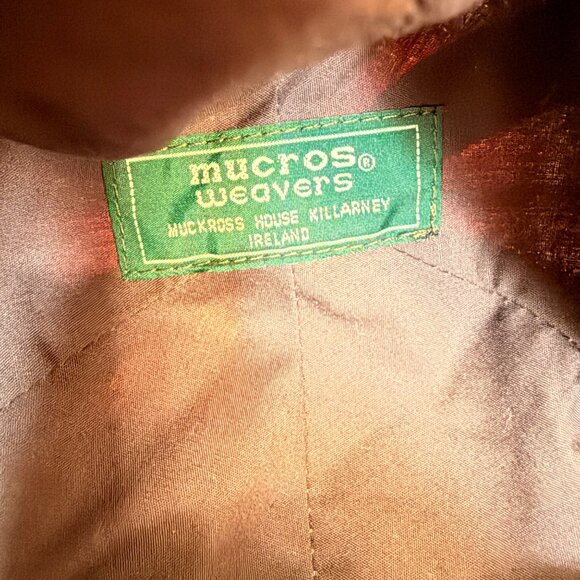 mucros®
weavers
MUCKROSS HOUSE KILLARNEY
IRELAND